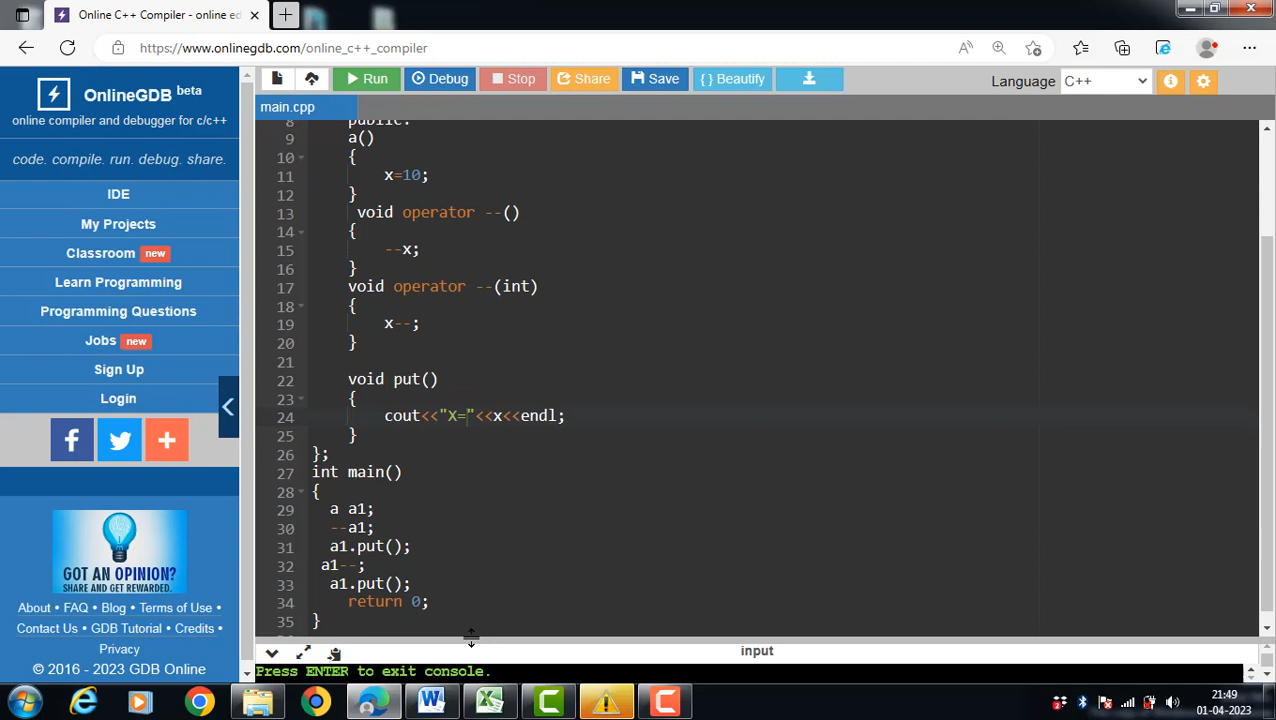 Online C++ Compiler - online ed
https://www.onlinegdb.com/online_c++_compiler
OnlineGDB beta
online compiler and debugger for c/c++
code. compile. run. debug. share.
IDE
My Projects
Classroom new
Learn Programming
Programming Questions
Jobs new
Sign Up
Login
GOT AN OPINION?
SHARE AND GET REWARDED.
About • FAQ • Blog • Terms of Use •
Contact Us • GDB Tutorial • Credits •
Privacy
© 2016 - 2023 GDB Online
Run
Debug
Stop
Share
Save
{ } Beautify
Language C++
main.cpp
8 public:
9 a()
10 {
11 x=10;
12 }
13 void operator --()
14 {
15 --x;
16 }
17 void operator --(int)
18 {
19 x--;
20 }
21
22 void put()
23 {
24 cout<<"X="<<x<<endl;
25 }
26 };
27 int main()
28 {
29 a a1;
30 --a1;
31 a1.put();
32 a1--;
33 a1.put();
34 return 0;
35 }
input
Press ENTER to exit console.
21:49
01-04-2023